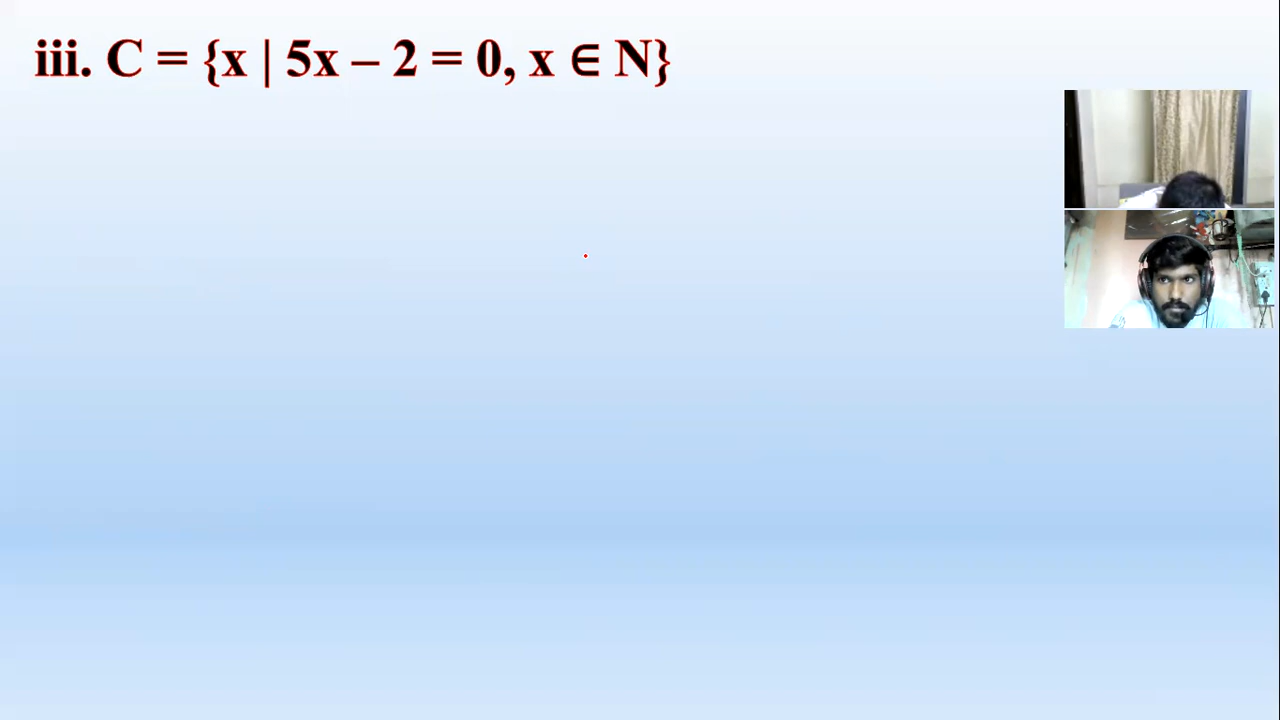 iii. C = {x | 5x – 2 = 0, x ∈ N}